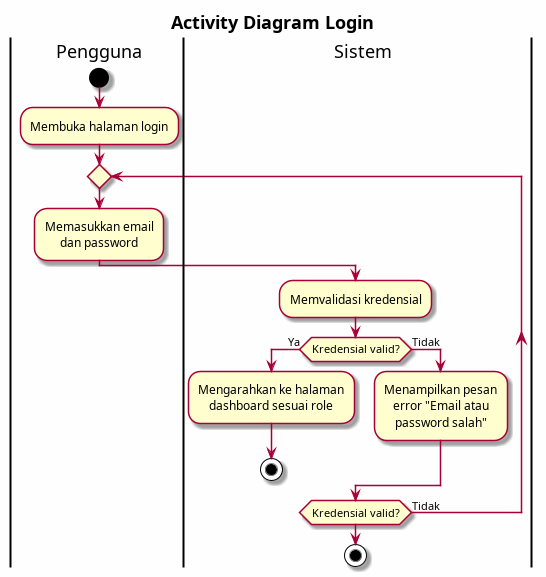 Activity Diagram Login
Pengguna
Sistem
Membuka halaman login
Memasukkan email
dan password
Memvalidasi kredensial
Ya
Kredensial valid?
Tidak
Mengarahkan ke halaman
dashboard sesuai role
Menampilkan pesan
error "Email atau
password salah"
Kredensial valid?
Tidak